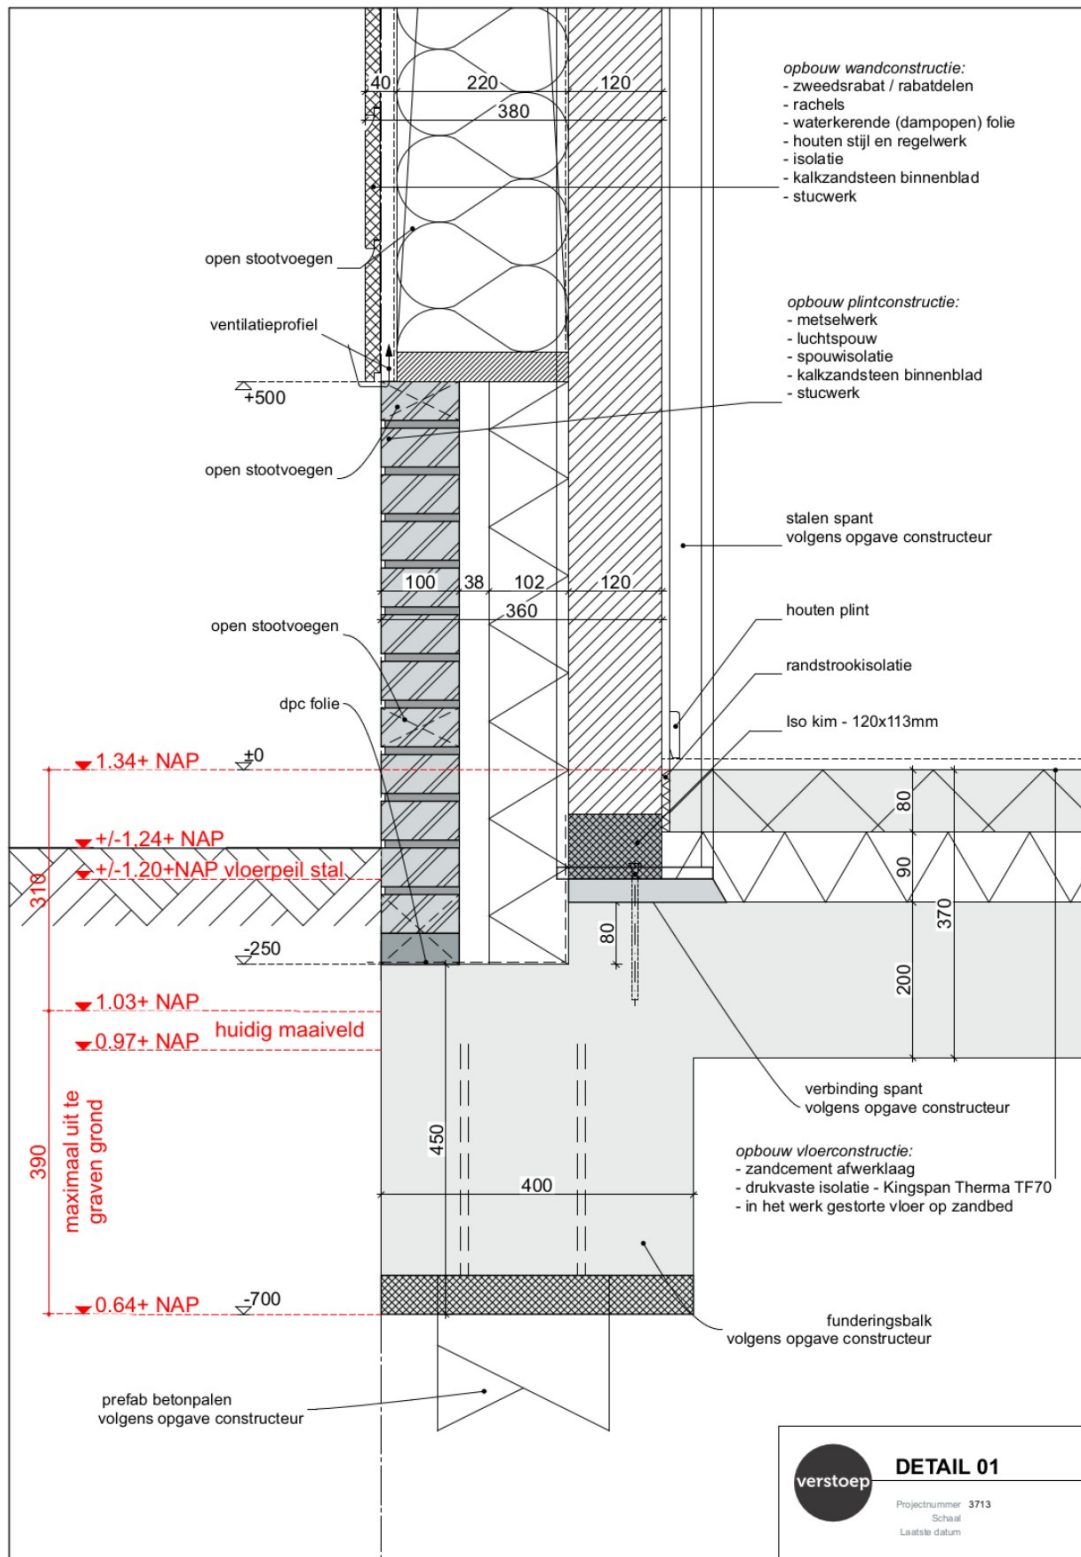 40
220
120
380
opbouw wandconstructie:
- zweedsrabat / rabatdelen
- rachels
- waterkerende (dampopen) folie
- houten stijl en regelwerk
- isolatie
- kalkzandsteen binnenblad
- stucwerk
open stootvoegen
ventilatieprofiel
opbouw plintconstructie:
- metselwerk
- luchtspouw
- spouwisolatie
- kalkzandsteen binnenblad
- stucwerk
+500
open stootvoegen
stalen spant
volgens opgave constructeur
100
38
102
120
360
open stootvoegen
houten plint
randstrookisolatie
dpc folie
Iso kim - 120x113mm
1.34+ NAP
±0
80
+/-1,24+ NAP
+/-1.20+NAP vloerpeil stal
310
90
370
80
-250
200
1.03+ NAP
huidig maaiveld
0.97+ NAP
verbinding spant
volgens opgave constructeur
450
390
maximaal uit te
graven grond
400
opbouw vloerconstructie:
- zandcement afwerklaag
- drukvaste isolatie - Kingspan Therma TF70
- in het werk gestorte vloer op zandbed
0.64+ NAP
-700
funderingsbalk
volgens opgave constructeur
prefab betonpalen
volgens opgave constructeur
verstoep
DETAIL 01
Projectnummer 3713
Schaal
Laatste datum